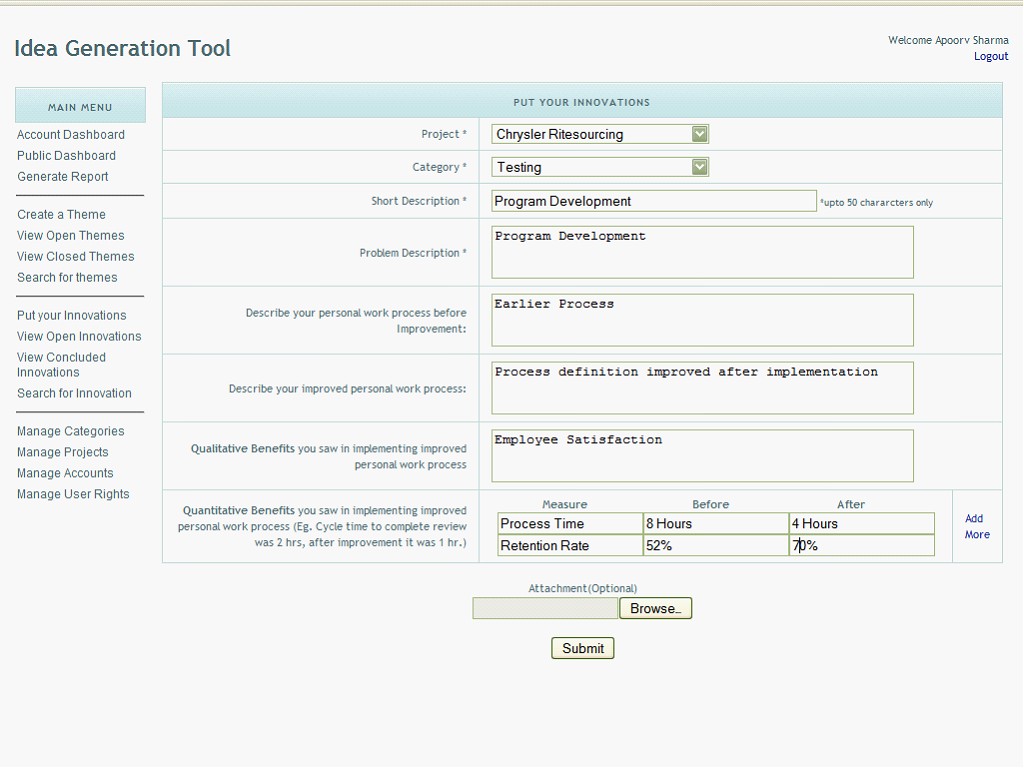 Idea Generation Tool
Welcome Apoorv Sharma
Logout
MAIN MENU
Account Dashboard
Public Dashboard
Generate Report
Create a Theme
View Open Themes
View Closed Themes
Search for themes
Put your Innovations
View Open Innovations
View Concluded
Innovations
Search for Innovation
Manage Categories
Manage Projects
Manage Accounts
Manage User Rights
PUT YOUR INNOVATIONS
Project * Chrysler Ritesourcing
Category * Testing
Short Description * Program Development *upto 50 chararcters only
Problem Description * Program Development
Describe your personal work process before
Improvement:
Earlier Process
Describe your improved personal work process:
Process definition improved after implementation
Qualitative Benefits you saw in implementing improved
personal work process
Employee Satisfaction
Quantitative Benefits you saw in implementing improved
personal work process (Eg. Cycle time to complete review
was 2 hrs, after improvement it was 1 hr.)
Measure Before After
Process Time 8 Hours 4 Hours
Retention Rate 52% 70%
Add
More
Attachment(Optional)
Browse...
Submit